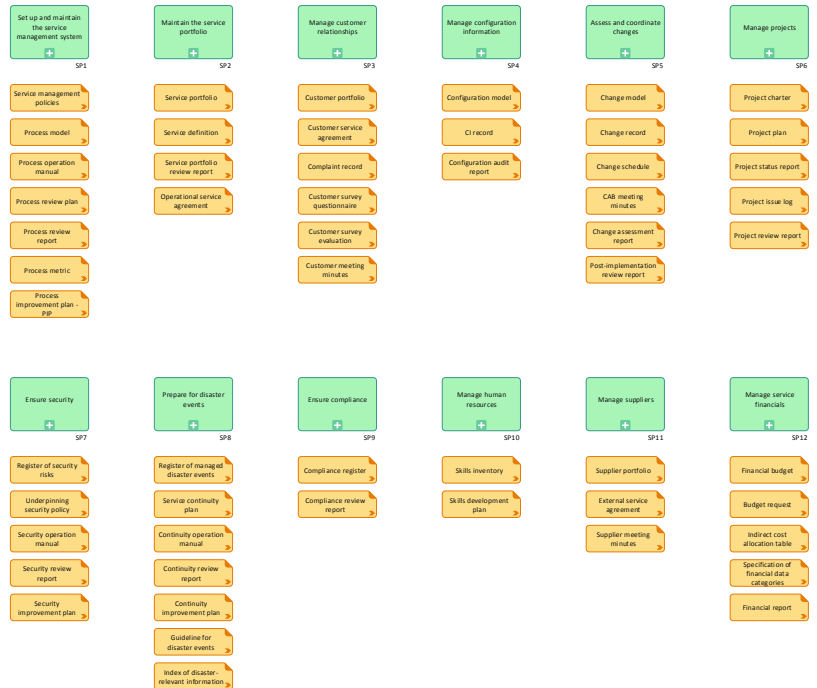 Set up and maintain
the service
management system
SP1
Service management
policies
Process model
Process operation
manual
Process review plan
Process review
report
Process metric
Process
improvement plan -
PIP
Maintain the service
portfolio
SP2
Service portfolio
Service definition
Service portfolio
review report
Operational service
agreement
Manage customer
relationships
SP3
Customer portfolio
Customer service
agreement
Complaint record
Customer survey
questionnaire
Customer survey
evaluation
Customer meeting
minutes
Manage configuration
information
SP4
Configuration model
CI record
Configuration audit
report
Assess and coordinate
changes
SP5
Change model
Change record
Change schedule
CAB meeting
minutes
Change assessment
report
Post-implementation
review report
Manage projects
SP6
Project charter
Project plan
Project status report
Project issue log
Project review report
Ensure security
SP7
Register of security
risks
Underpinning
security policy
Security operation
manual
Security review
report
Security
improvement plan
Prepare for disaster
events
SP8
Register of managed
disaster events
Service continuity
plan
Continuity operation
manual
Continuity review
report
Continuity
improvement plan
Guideline for
disaster events
Index of disaster-
relevant information
Ensure compliance
SP9
Compliance register
Compliance review
report
Manage human
resources
SP10
Skills inventory
Skills development
plan
Manage suppliers
SP11
Supplier portfolio
External service
agreement
Supplier meeting
minutes
Manage service
financials
SP12
Financial budget
Budget request
Indirect cost
allocation table
Specification of
financial data
categories
Financial report